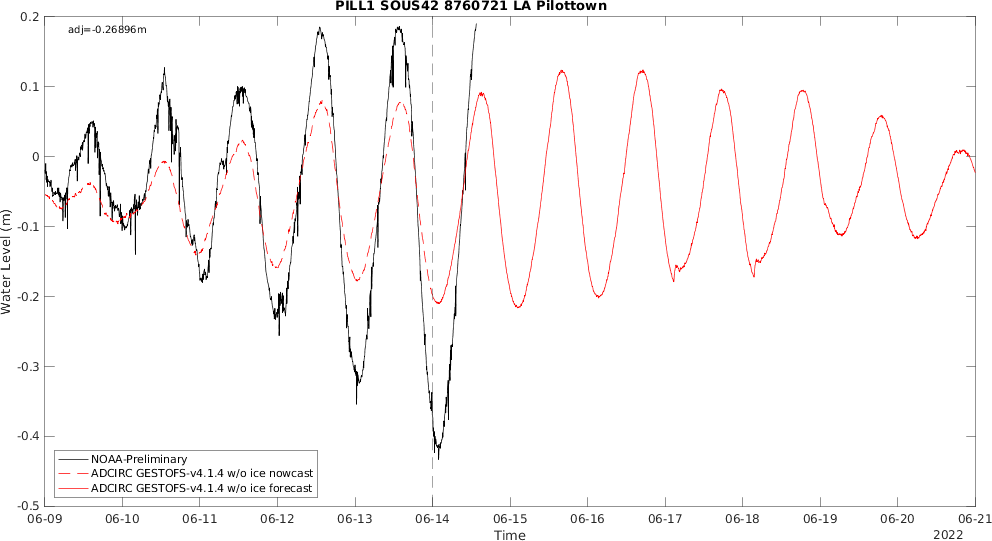 PILL1 SOUS42 8760721 LA Pilottown
adj=-0.26896m
0.2
0.1
0
-0.1
-0.2
-0.3
-0.4
-0.5
Water Level (m)
NOAA-Preliminary
ADCIRC GESTOFS-v4.1.4 w/o ice nowcast
ADCIRC GESTOFS-v4.1.4 w/o ice forecast
06-09 06-10 06-11 06-12 06-13 06-14 06-15 06-16 06-17 06-18 06-19 06-20 06-21
Time
2022